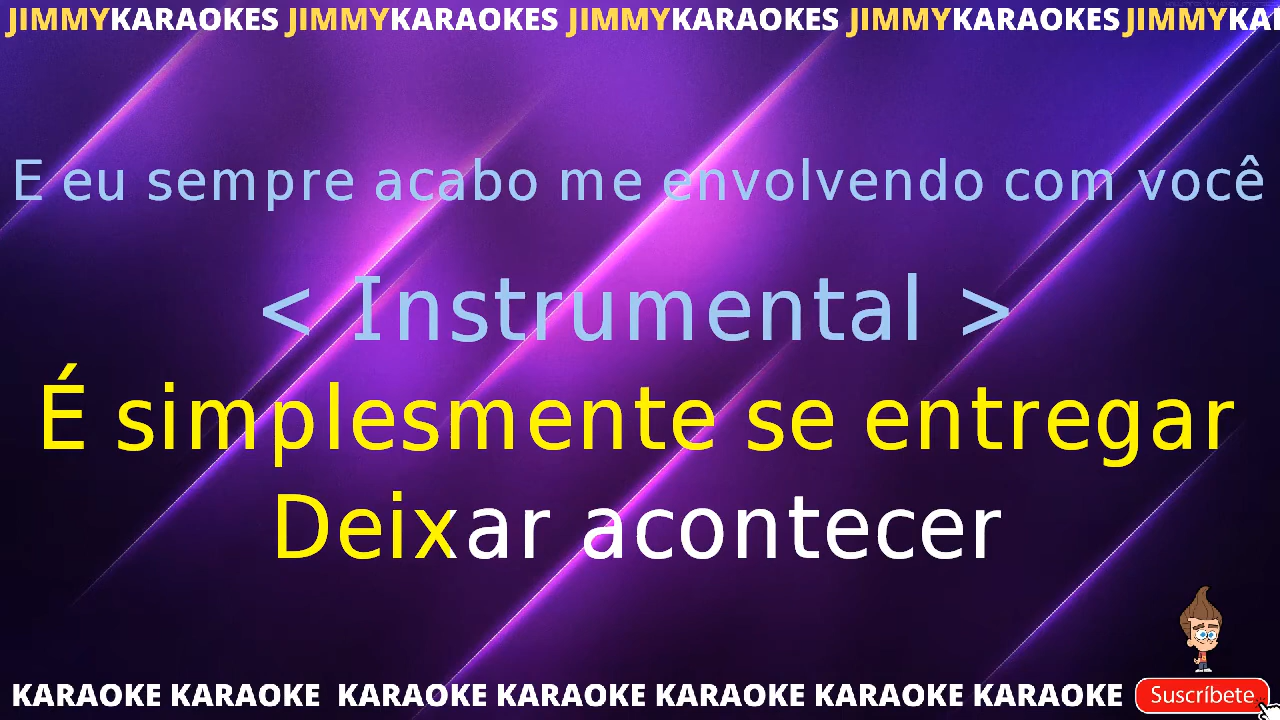 JIMMYKARAOKES JIMMYKARAOKES JIMMYKARAOKES JIMMYKARAOKES JIMMYKA
E eu sempre acabo me envolvendo com você
< Instrumental >
É simplesmente se entregar
Deixar acontecer
KARAOKE KARAOKE KARAOKE KARAOKE KARAOKE KARAOKE KARAOKE
Suscríbete